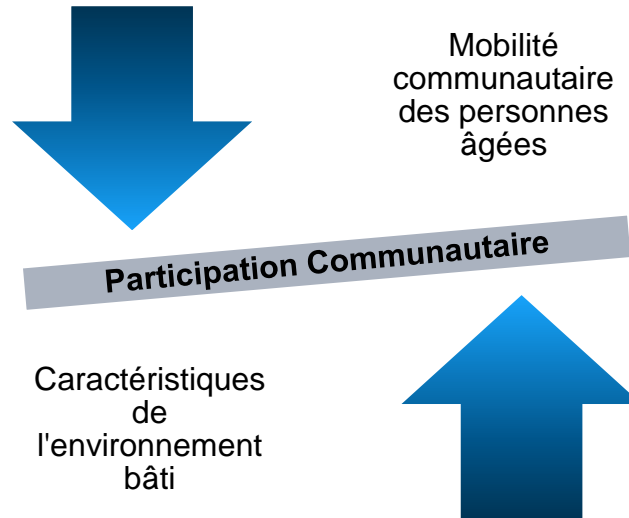 Mobilité
communautaire
des personnes
âgées
Participation Communautaire
Caractéristiques
de
l'environnement
bâti